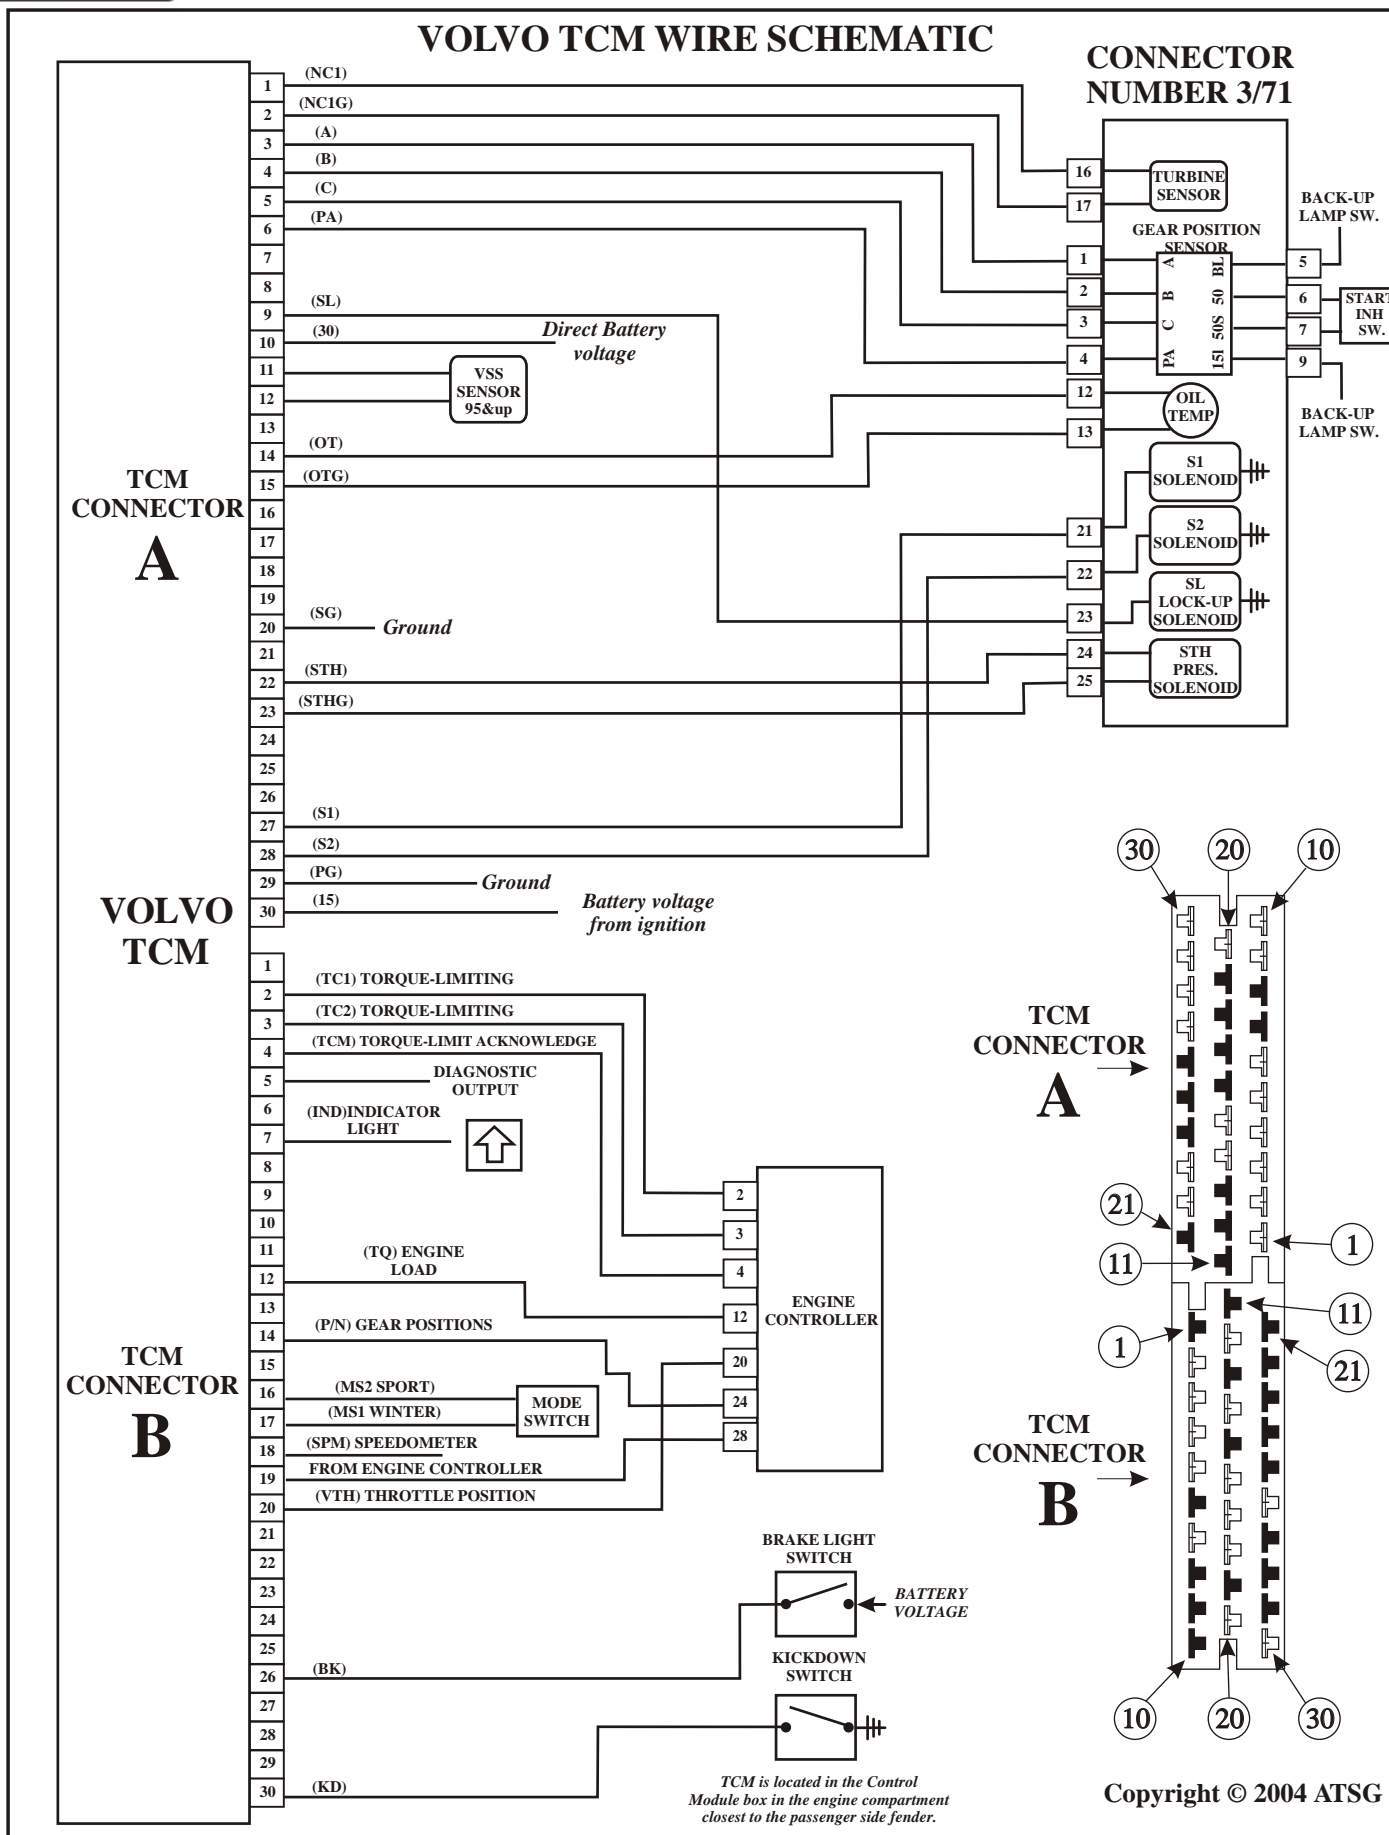 VOLVO TCM WIRE SCHEMATIC
CONNECTOR
NUMBER 3/71
TCM
CONNECTOR
A
VOLVO
TCM
TCM
CONNECTOR
B
1
(NC1)
2
(NC1G)
3
(A)
4
(B)
5
(C)
6
(PA)
7
8
9
(SL)
10
(30)
Direct Battery
voltage
11
12
VSS
SENSOR
95&up
13
14
(OT)
15
(OTG)
16
17
18
19
20
(SG)
Ground
21
22
(STH)
23
(STHG)
24
25
26
27
(S1)
28
(S2)
29
(PG)
Ground
30
(15)
Battery voltage
from ignition
1
2
(TC1) TORQUE-LIMITING
3
(TC2) TORQUE-LIMITING
4
(TCM) TORQUE-LIMIT ACKNOWLEDGE
5
DIAGNOSTIC
OUTPUT
6
7
(IND)INDICATOR
LIGHT
8
9
10
11
12
(TQ) ENGINE
LOAD
13
14
(P/N) GEAR POSITIONS
15
16
(MS2 SPORT)
17
(MS1 WINTER)
MODE
SWITCH
18
(SPM) SPEEDOMETER
19
FROM ENGINE CONTROLLER
20
(VTH) THROTTLE POSITION
21
22
23
24
25
26
(BK)
27
28
29
30
(KD)
16
17
TURBINE
SENSOR
GEAR POSITION
SENSOR
1
2
3
4
A
B
C
PA
BL
50
50S
15I
5
6
7
9
BACK-UP
LAMP SW.
START
INH
SW.
BACK-UP
LAMP SW.
12
13
OIL
TEMP
21
S1
SOLENOID
22
S2
SOLENOID
23
SL
LOCK-UP
SOLENOID
24
25
STH
PRES.
SOLENOID
2
3
4
12
20
24
28
ENGINE
CONTROLLER
BRAKE LIGHT
SWITCH
BATTERY
VOLTAGE
KICKDOWN
SWITCH
TCM is located in the Control
Module box in the engine compartment
closest to the passenger side fender.
30
20
10
TCM
CONNECTOR
A
21
11
1
11
1
21
TCM
CONNECTOR
B
10
20
30
Copyright © 2004 ATSG